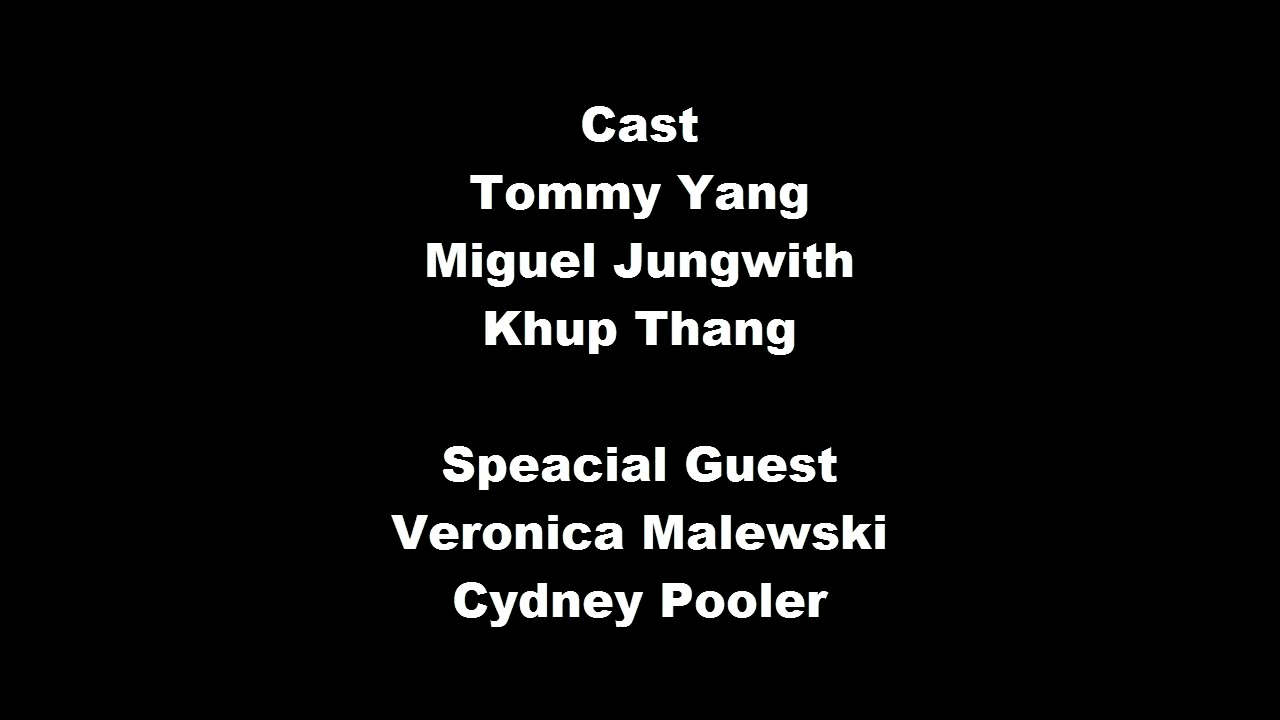 Cast
Tommy Yang
Miguel Jungwith
Khup Thang
Speacial Guest
Veronica Malewski
Cydney Pooler